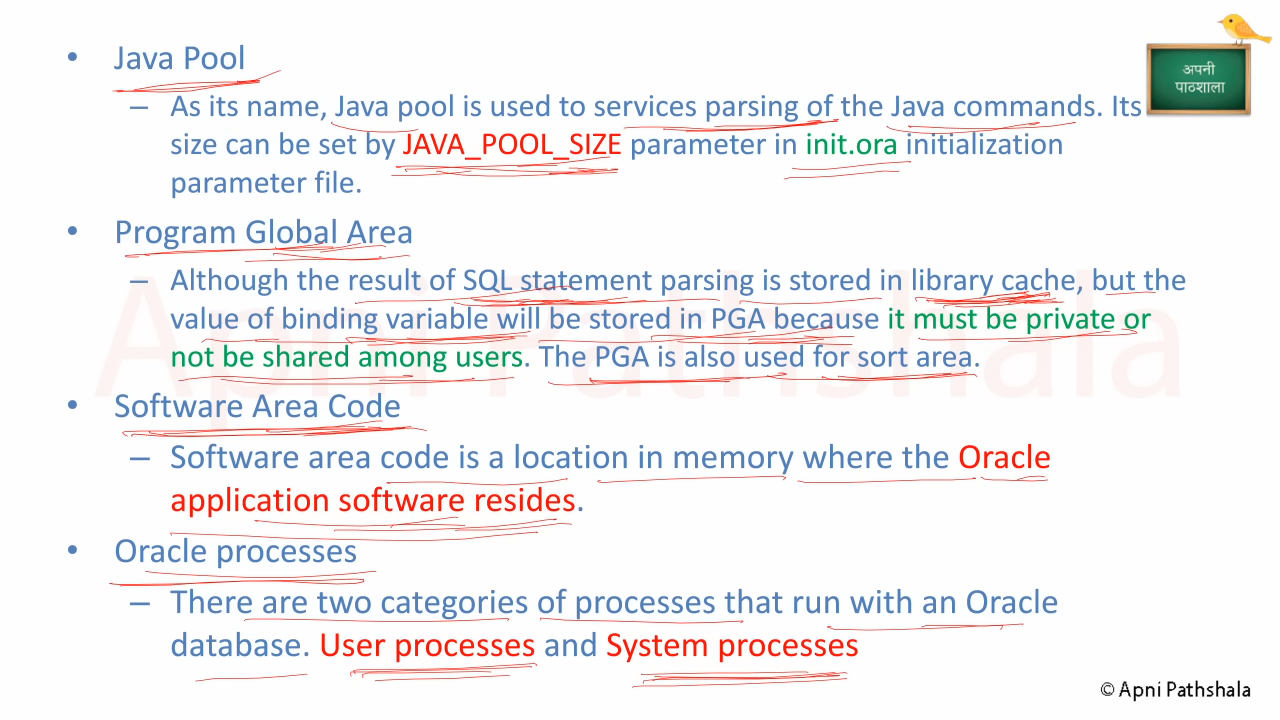 • Java Pool
अपनी
पाठशाला
– As its name, Java pool is used to services parsing of the Java commands. Its
size can be set by JAVA_POOL_SIZE parameter in init.ora initialization
parameter file.
• Program Global Area
– Although the result of SQL statement parsing is stored in library cache, but the
value of binding variable will be stored in PGA because it must be private or
not be shared among users. The PGA is also used for sort area.
Apni Pathshala
• Software Area Code
– Software area code is a location in memory where the Oracle
application software resides.
• Oracle processes
– There are two categories of processes that run with an Oracle
database. User processes and System processes
© Apni Pathshala